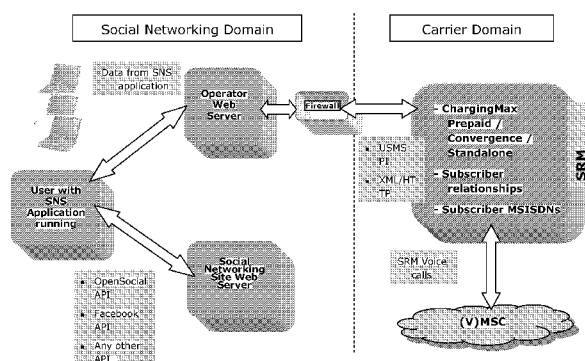 Social Networking Domain
Carrier Domain
Data from SNS
application
Operator
Web
Server
Firewall
- ChargingMax
Prepaid /
Convergence /
Standalone
- Subscriber
relationships
- Subscriber MSISDNs
SRM
▪ USMS
PI
▪ XML/HT
TP
User with
SNS
Application
running
Social
Networking
Site Web
Server
SRM Voice
calls
▪ OpenSocial
API
▪ Facebook
API
▪ Any other
API
(V)MSC